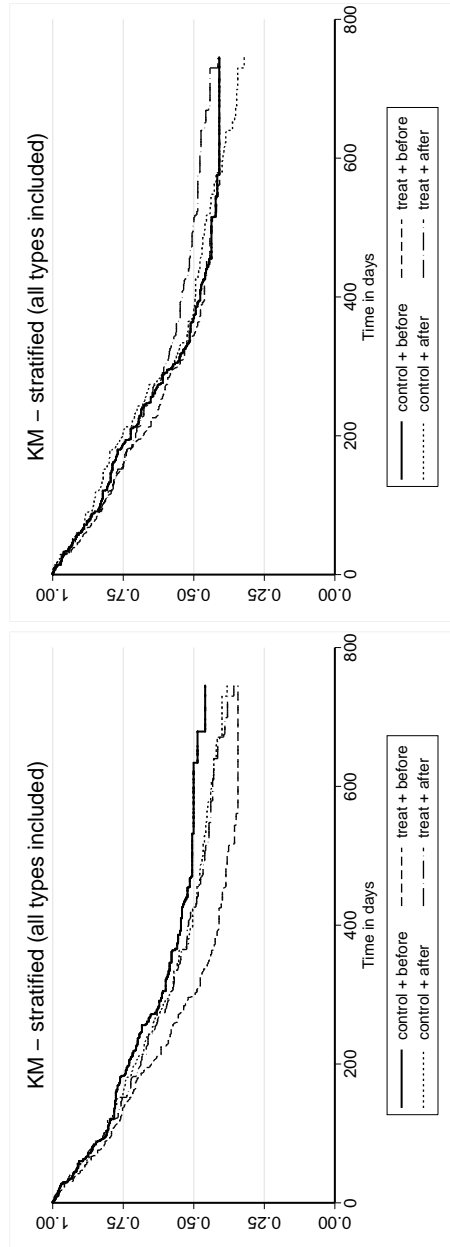 KM – stratified (all types included)
1.00
0.75
0.50
0.25
0.00
0 200 400 600 800
Time in days
control + before treat + before
control + after treat + after
KM – stratified (all types included)
1.00
0.75
0.50
0.25
0.00
0 200 400 600 800
Time in days
control + before treat + before
control + after treat + after